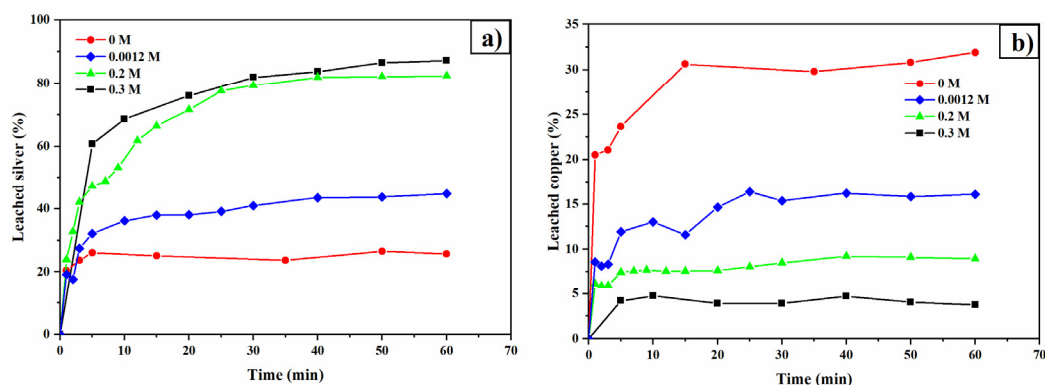 a)
0 M
0.0012 M
0.2 M
0.3 M
Leached silver (%)
100
80
60
40
20
0
0 10 20 30 40 50 60 70
Time (min)
b)
0 M
0.0012 M
0.2 M
0.3 M
Leached copper (%)
35
30
25
20
15
10
5
0
0 10 20 30 40 50 60 70
Time (min)